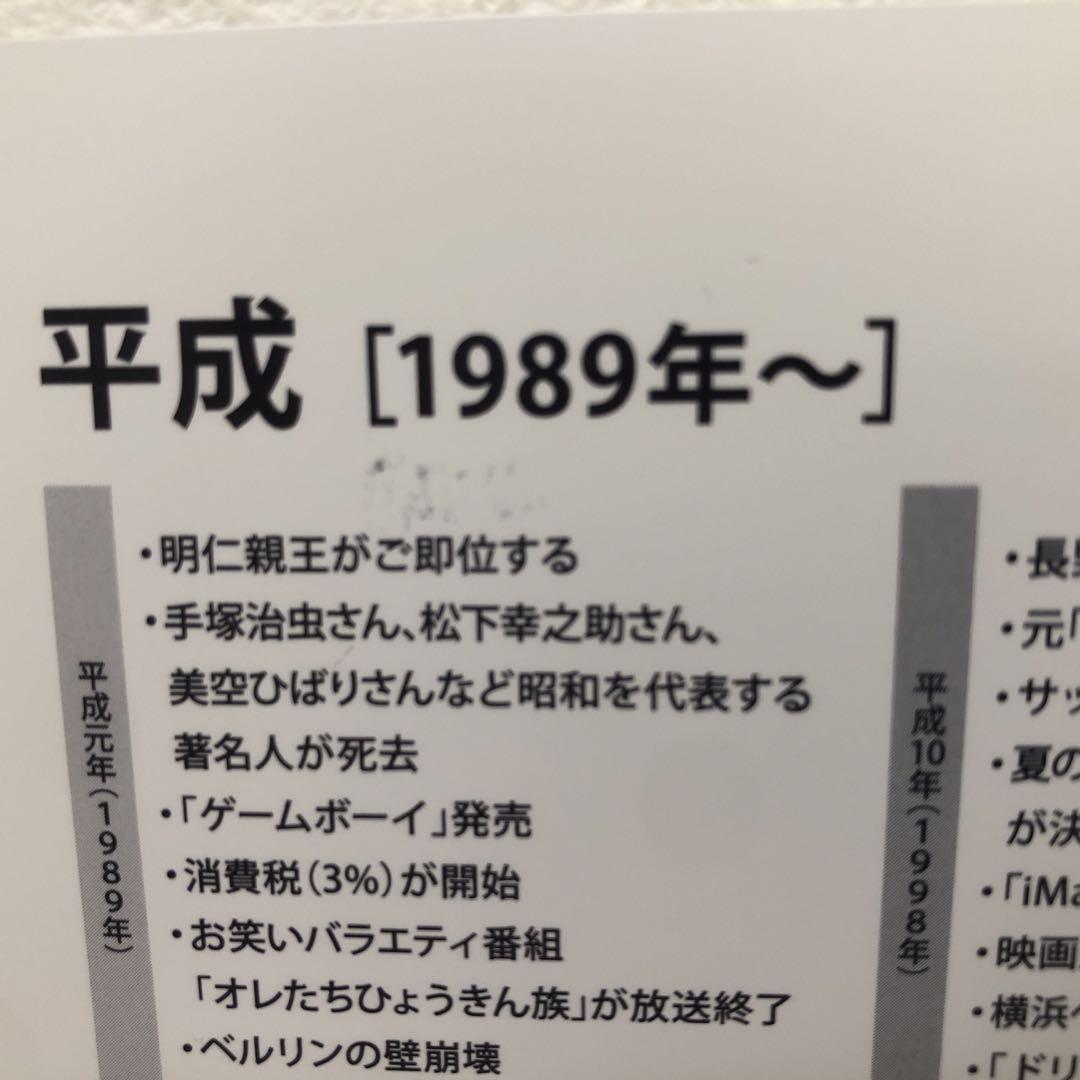 平成 [1989年～]
平成元年(1989年)
・明仁親王がご即位する
・手塚治虫さん、松下幸之助さん、
美空ひばりさんなど昭和を代表する
著名人が死去
・「ゲームボーイ」発売
・消費税(3%)が開始
・お笑いバラエティ番組
「オレたちひょうきん族」が放送終了
・ベルリンの壁崩壊
平成10年(1998年)
・長
・元「
・サッ
・夏の
が決
・「iMa
・映画
・横浜
・「ドリ